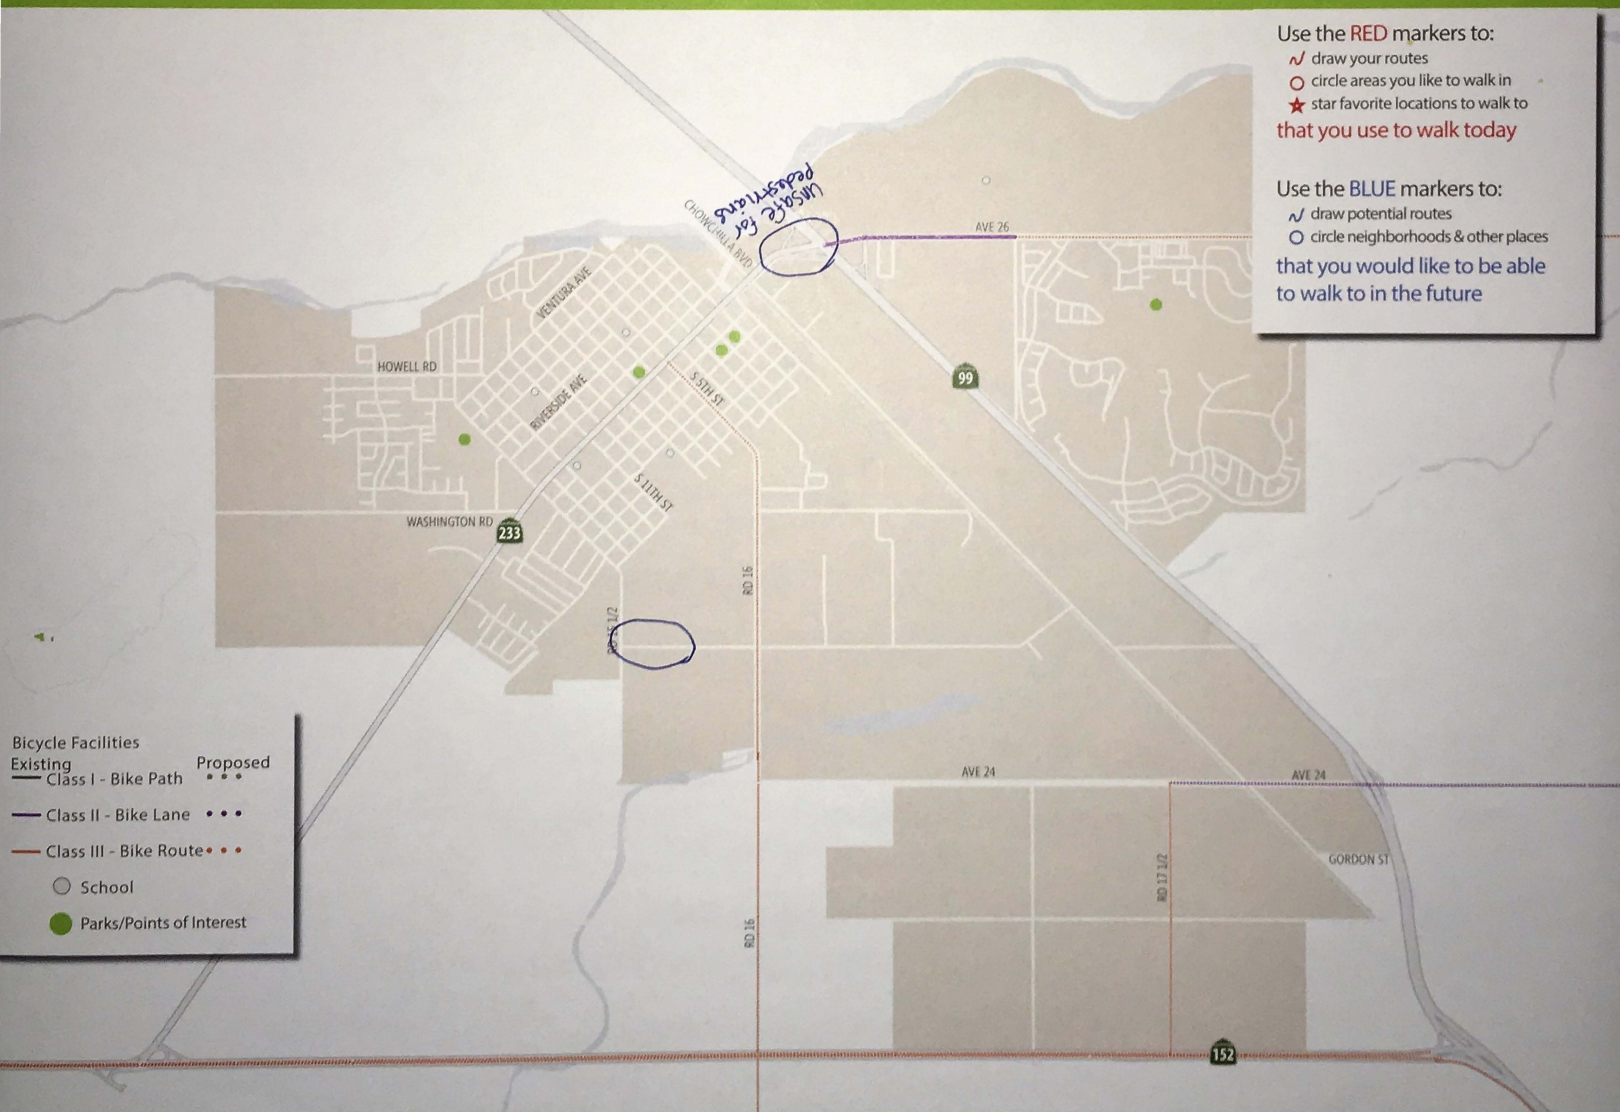 Use the RED markers to:
draw your routes
circle areas you like to walk in
star favorite locations to walk to
that you use to walk today
Use the BLUE markers to:
draw potential routes
circle neighborhoods & other places
that you would like to be able
to walk to in the future
unsafe for
pedestrians
CHOWCHILLA BLVD
AVE 26
VENTURA AVE
HOWELL RD
RIVERSIDE AVE
S 5TH ST
99
S 11TH ST
WASHINGTON RD
233
RD 16
RD 15 1/2
AVE 24
AVE 24
GORDON ST
RD 17 1/2
RD 16
152
Bicycle Facilities
Existing Proposed
Class I - Bike Path
Class II - Bike Lane
Class III - Bike Route
School
Parks/Points of Interest